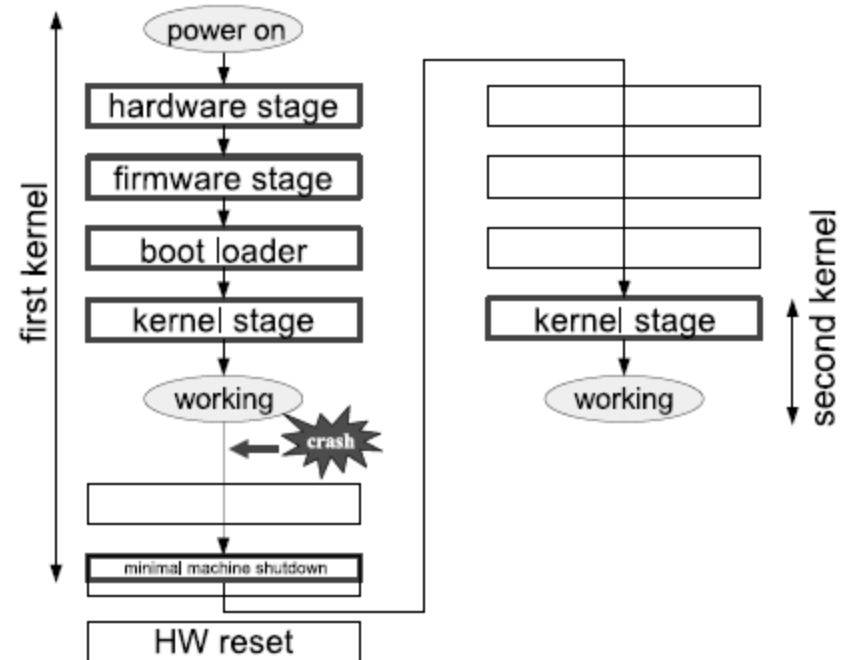 power on
hardware stage
firmware stage
boot loader
kernel stage
working
crash
minimal machine shutdown
HW reset
first kernel
kernel stage
working
second kernel